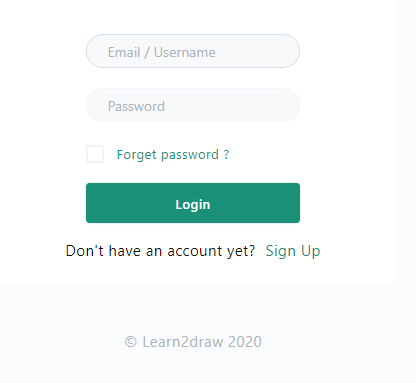 Email / Username
Password
Forget password ?
Login
Don't have an account yet? Sign Up
© Learn2draw 2020